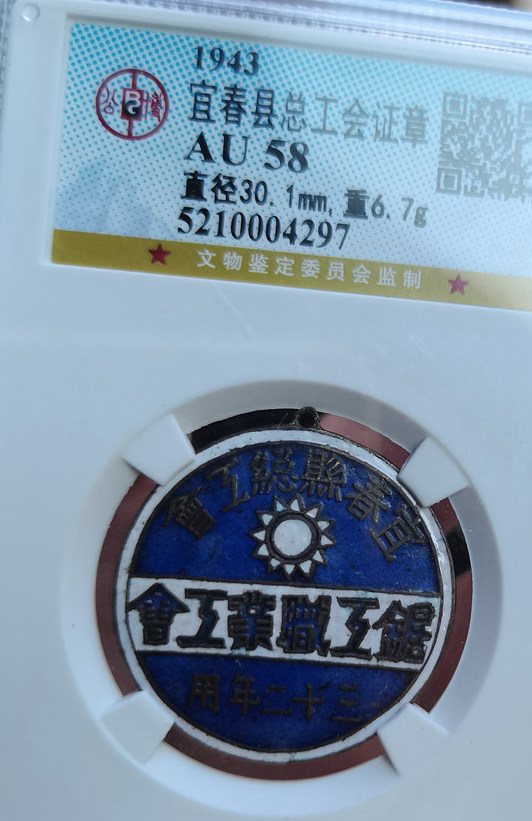 1943
宜春县总工会证章
AU 58
直径30.1mm,重6.7g
5210004297
文物鉴定委员会监制
宜春縣總工會
鋸工職業工會
三十二年用